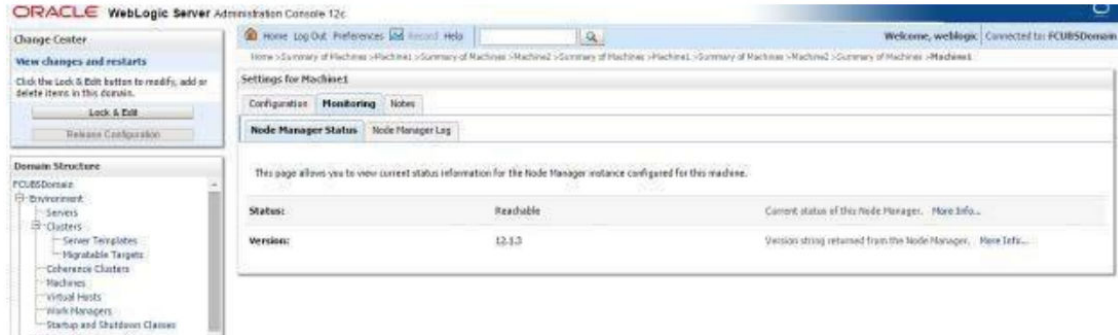 ORACLE WebLogic Server Administration Console 12c
Change Center
View changes and restarts
Click the Lock & Edit button to modify, add or
delete items in this domain.
Lock & Edit
Release Configuration
Domain Structure
FCUBSDomain
Environment
Servers
Clusters
Server Templates
Migratable Targets
Coherence Clusters
Machines
Virtual Hosts
Work Managers
Startup and Shutdown Classes
Home Log Out Preferences Record Help
Welcome, weblogic Connected to: FCUBSDomain
Home >Summary of Machines >Machine1 >Summary of Machines >Machine2 >Summary of Machines >Machine1 >Summary of Machines >Machine2 >Summary of Machines >Machine1
Settings for Machine1
Configuration Monitoring Notes
Node Manager Status Node Manager Log
This page allows you to view current status information for the Node Manager instance configured for this machine.
Status: Reachable Current status of this Node Manager. More Info...
Version: 12.1.3 Version string returned from the Node Manager. More Info...